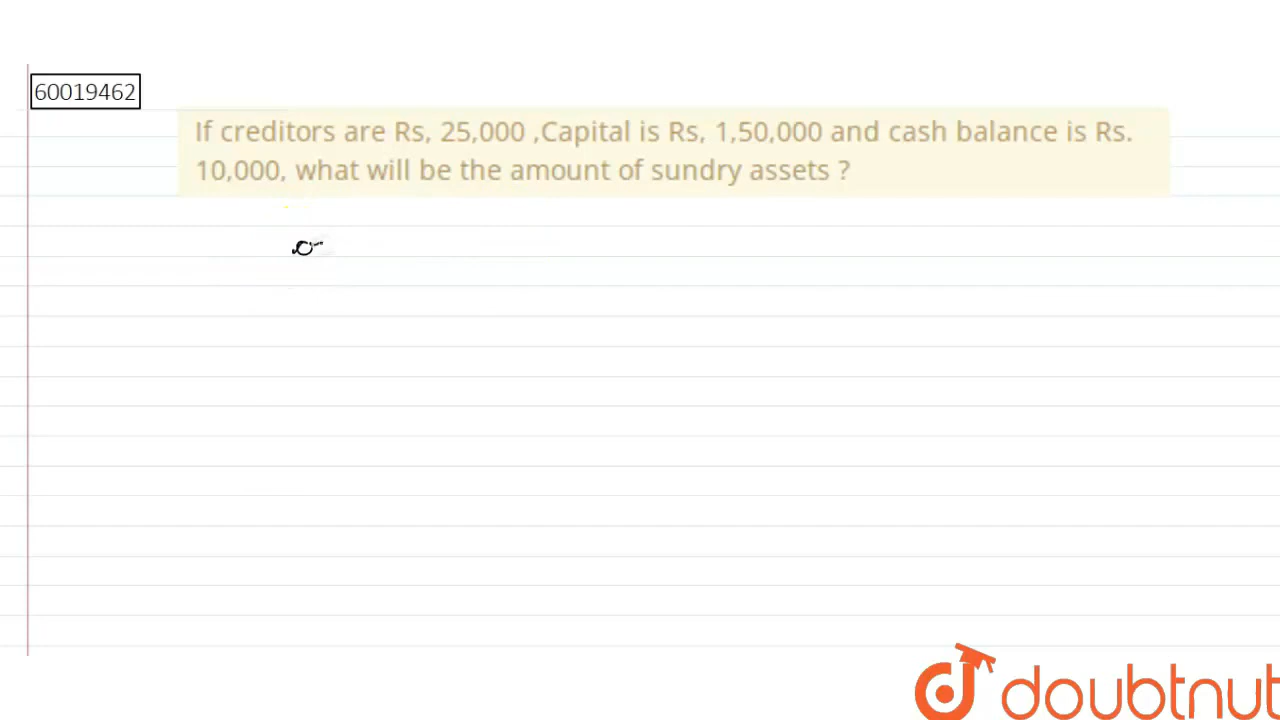 60019462
If creditors are Rs, 25,000 ,Capital is Rs, 1,50,000 and cash balance is Rs.
10,000, what will be the amount of sundry assets ?
doubtnut